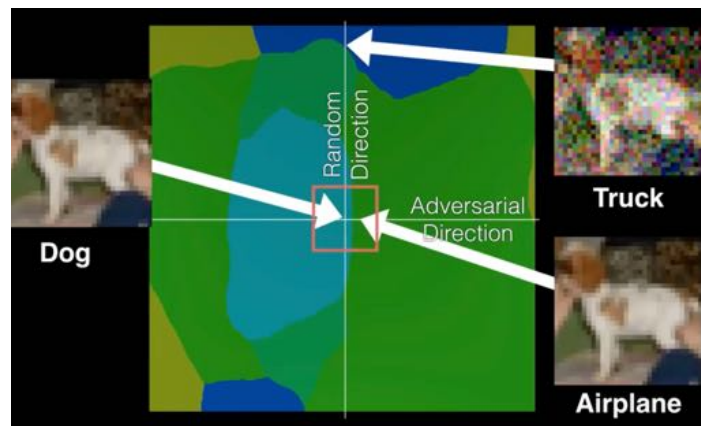 Random
Direction
Adversarial
Direction
Dog
Truck
Airplane